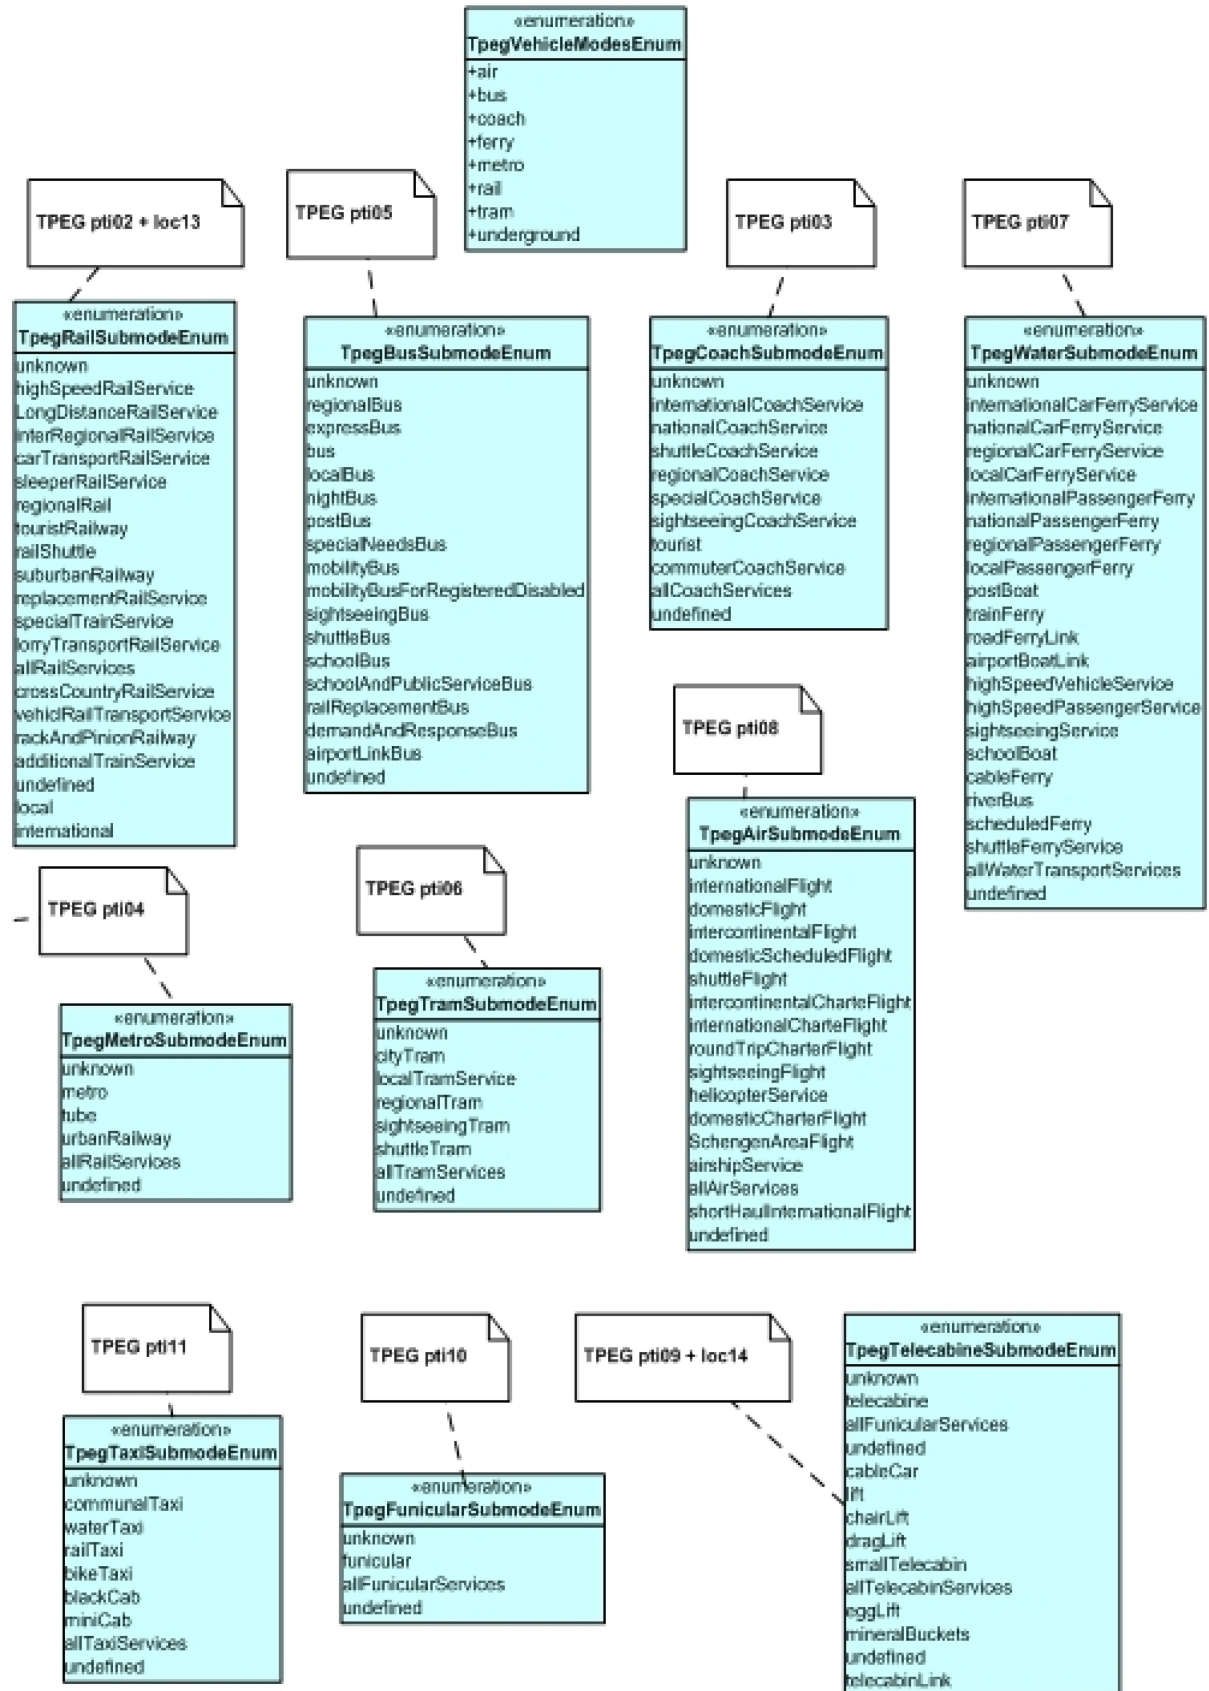 «enumeration»
TpegVehicleModesEnum
+air
+bus
+coach
+ferry
+metro
+rail
+tram
+underground
TPEG pti02 + loc13
«enumeration»
TpegRailSubmodeEnum
unknown
highSpeedRailService
LongDistanceRailService
interRegionalRailService
carTransportRailService
sleeperRailService
regionalRail
touristRailway
railShuttle
suburbanRailway
replacementRailService
specialTrainService
lorryTransportRailService
allRailServices
crossCountryRailService
vehiclRailTransportService
rackAndPinionRailway
additionalTrainService
undefined
local
international
TPEG pti05
«enumeration»
TpegBusSubmodeEnum
unknown
regionalBus
expressBus
bus
localBus
nightBus
postBus
specialNeedsBus
mobilityBus
mobilityBusForRegisteredDisabled
sightseeingBus
shuttleBus
schoolBus
schoolAndPublicServiceBus
railReplacementBus
demandAndResponseBus
airportLinkBus
undefined
TPEG pti03
«enumeration»
TpegCoachSubmodeEnum
unknown
internationalCoachService
nationalCoachService
shuttleCoachService
regionalCoachService
specialCoachService
sightseeingCoachService
tourist
commuterCoachService
allCoachServices
undefined
TPEG pti07
«enumeration»
TpegWaterSubmodeEnum
unknown
internationalCarFerryService
nationalCarFerryService
regionalCarFerryService
localCarFerryService
internationalPassengerFerry
nationalPassengerFerry
regionalPassengerFerry
localPassengerFerry
postBoat
trainFerry
roadFerryLink
airportBoatLink
highSpeedVehicleService
highSpeedPassengerService
sightseeingService
schoolBoat
cableFerry
riverBus
scheduledFerry
shuttleFerryService
allWaterTransportServices
undefined
TPEG pti04
«enumeration»
TpegMetroSubmodeEnum
unknown
metro
tube
urbanRailway
allRailServices
undefined
TPEG pti06
«enumeration»
TpegTramSubmodeEnum
unknown
cityTram
localTramService
regionalTram
sightseeingTram
shuttleTram
allTramServices
undefined
TPEG pti08
«enumeration»
TpegAirSubmodeEnum
unknown
internationalFlight
domesticFlight
intercontinentalFlight
domesticScheduledFlight
shuttleFlight
intercontinentalCharteFlight
internationalCharteFlight
roundTripCharterFlight
sightseeingFlight
helicopterService
domesticCharterFlight
SchengenAreaFlight
airshipService
allAirServices
shortHaulInternationalFlight
undefined
TPEG pti11
«enumeration»
TpegTaxiSubmodeEnum
unknown
communalTaxi
waterTaxi
railTaxi
bikeTaxi
blackCab
miniCab
allTaxiServices
undefined
TPEG pti10
«enumeration»
TpegFunicularSubmodeEnum
unknown
funicular
allFunicularServices
undefined
TPEG pti09 + loc14
«enumeration»
TpegTelecabineSubmodeEnum
unknown
telecabine
allFunicularServices
undefined
cableCar
lift
chairLift
dragLift
smallTelecabin
allTelecabinServices
eggLift
mineralBuckets
undefined
telecabinLink